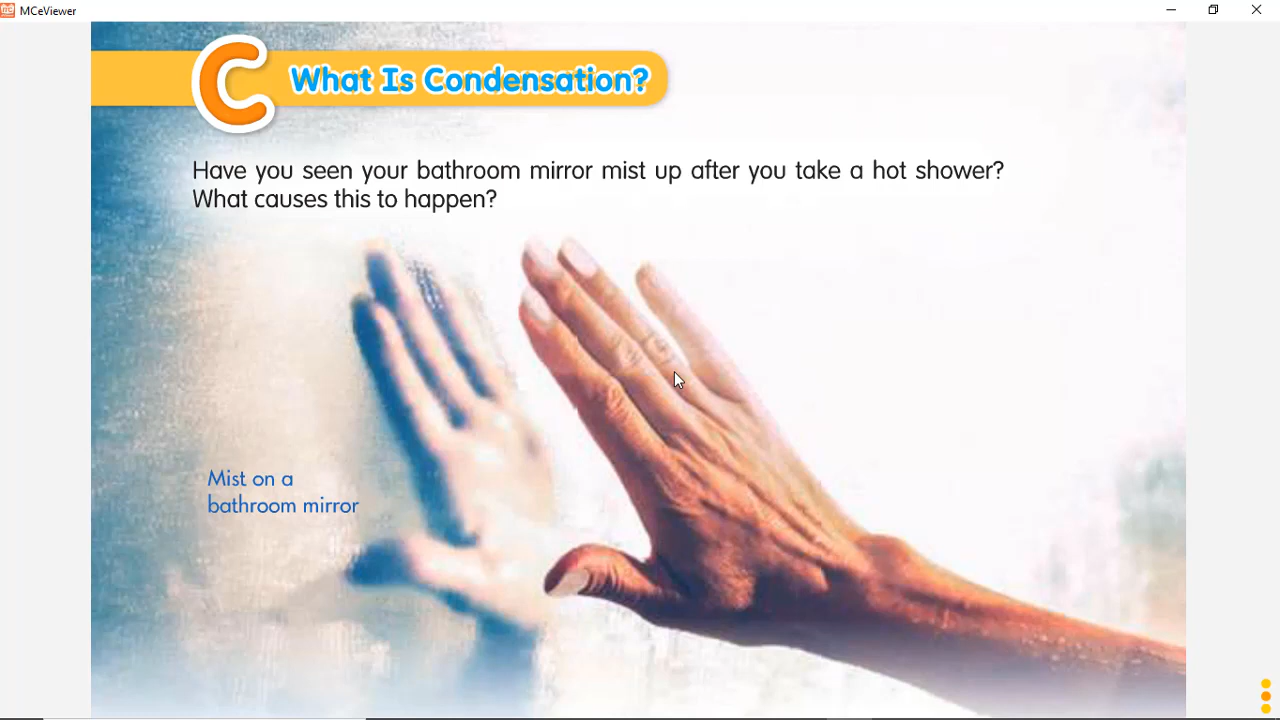 MCeViewer
C What Is Condensation?
Have you seen your bathroom mirror mist up after you take a hot shower?
What causes this to happen?
Mist on a
bathroom mirror